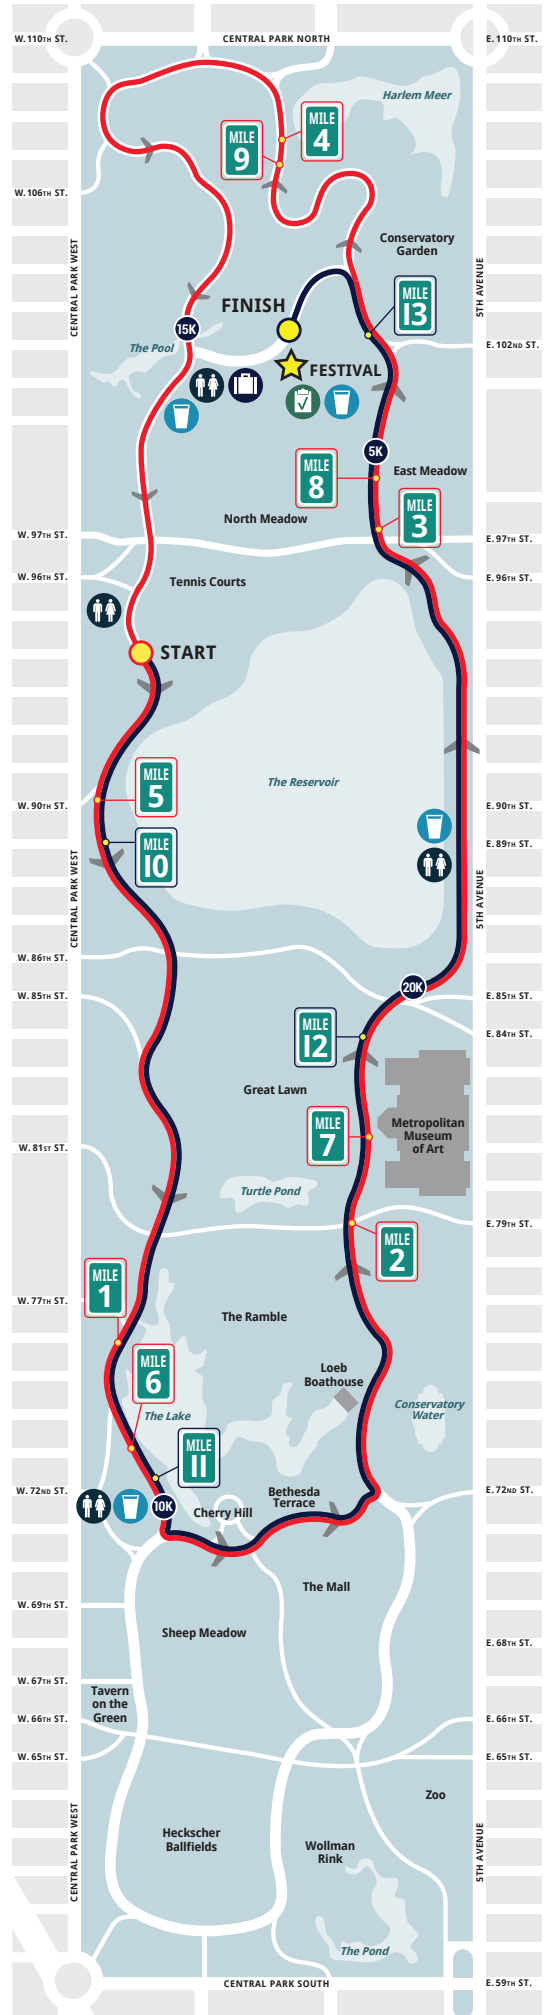 W. 110TH ST.
CENTRAL PARK NORTH
E. 110TH ST.
Harlem Meer
MILE
4
MILE
9
W. 106TH ST.
CENTRAL PARK WEST
Conservatory
Garden
5TH AVENUE
FINISH
MILE
13
15K
The Pool
E. 102ND ST.
FESTIVAL
5K
MILE
8
East Meadow
MILE
3
North Meadow
W. 97TH ST.
E. 97TH ST.
W. 96TH ST.
Tennis Courts
E. 96TH ST.
START
The Reservoir
MILE
5
W. 90TH ST.
E. 90TH ST.
MILE
10
E. 89TH ST.
CENTRAL PARK WEST
5TH AVENUE
W. 86TH ST.
20K
W. 85TH ST.
E. 85TH ST.
MILE
12
E. 84TH ST.
Great Lawn
MILE
7
Metropolitan
Museum
of Art
W. 81ST ST.
Turtle Pond
E. 79TH ST.
MILE
2
MILE
1
W. 77TH ST.
The Ramble
MILE
6
Loeb
Boathouse
The Lake
Conservatory
Water
MILE
11
W. 72ND ST.
10K
Cherry Hill
Bethesda
Terrace
E. 72ND ST.
The Mall
W. 69TH ST.
Sheep Meadow
E. 68TH ST.
W. 67TH ST.
Tavern
on the
Green
W. 66TH ST.
E. 66TH ST.
W. 65TH ST.
E. 65TH ST.
Zoo
CENTRAL PARK WEST
Heckscher
Ballfields
Wollman
Rink
5TH AVENUE
The Pond
CENTRAL PARK SOUTH
E. 59TH ST.